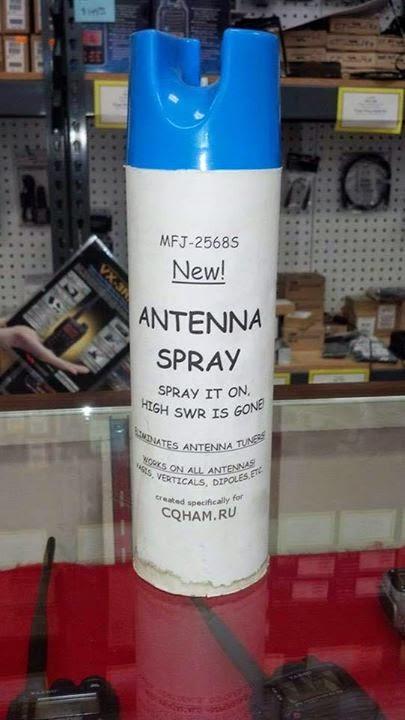 MFJ-2568S
New!
ANTENNA
SPRAY
SPRAY IT ON,
HIGH SWR IS GONE!
ELIMINATES ANTENNA TUNERS!
WORKS ON ALL ANTENNAS!
YAGIS, VERTICALS, DIPOLES, ETC.
created specifically for
CQHAM.RU